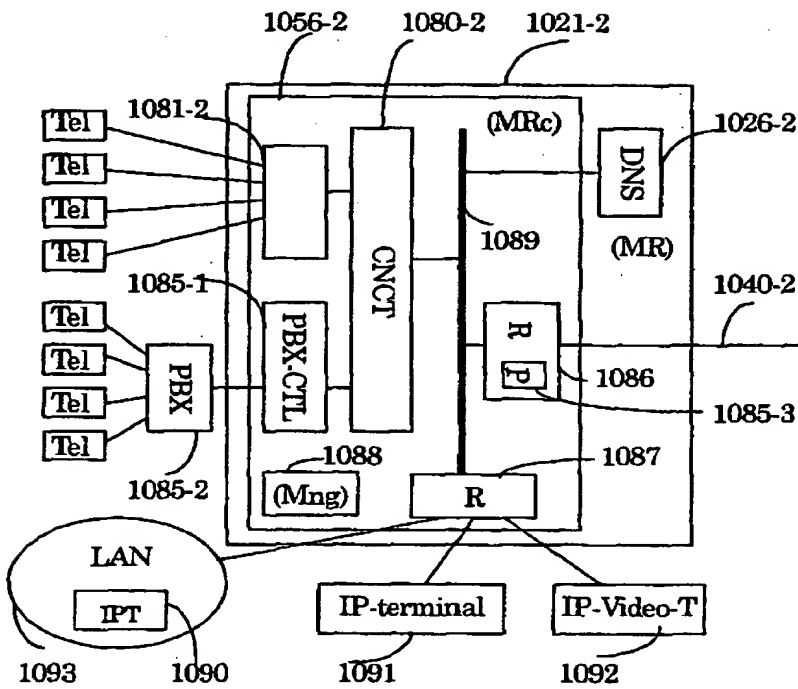 1056-2 1080-2 1021-2
1081-2 (MRc) 1026-2
Tel
Tel
Tel
Tel
DNS
1089
(MR)
CNCT
1085-1
1040-2
Tel
Tel
Tel
Tel
PBX
PBX-CTL
R
P
1086
1085-3
1088
1087
1085-2
(Mng)
R
LAN
IPT
IP-terminal
IP-Video-T
1093 1090 1091 1092